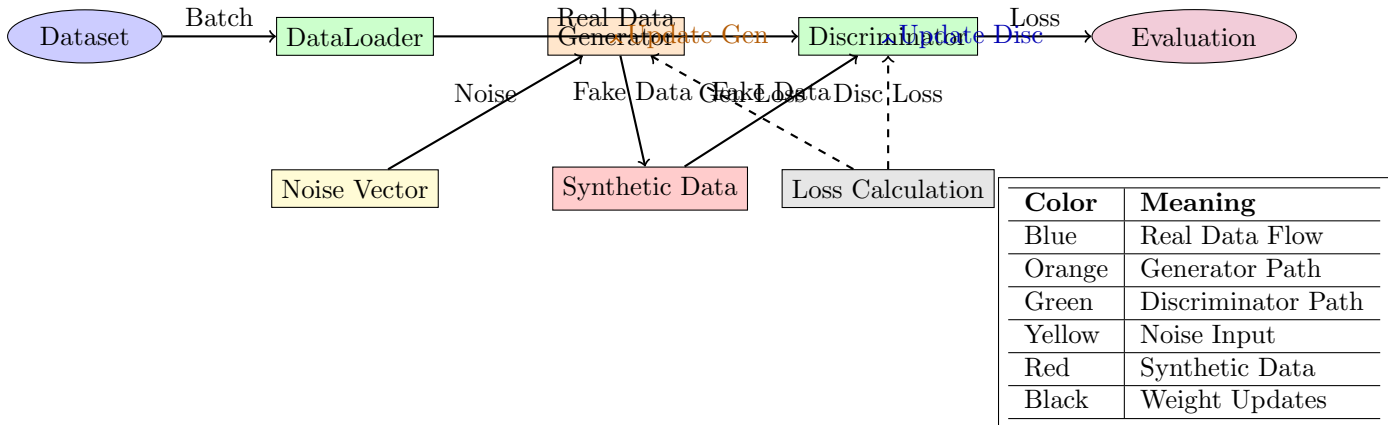 Batch
Real Data
Loss
Dataset
DataLoader
Generator
Update Gen
Discriminator
Update Disc
Evaluation
Noise
Fake Data
Gen Loss
Fake Data
Disc Loss
Noise Vector
Synthetic Data
Loss Calculation
Color Meaning
Blue Real Data Flow
Orange Generator Path
Green Discriminator Path
Yellow Noise Input
Red Synthetic Data
Black Weight Updates